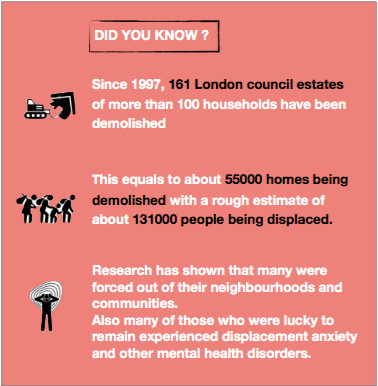 DID YOU KNOW ?
Since 1997, 161 London council estates
of more than 100 households have been
demolished
This equals to about 55000 homes being
demolished with a rough estimate of
about 131000 people being displaced.
Research has shown that many were
forced out of their neighbourhoods and
communities.
Also many of those who were lucky to
remain experienced displacement anxiety
and other mental health disorders.